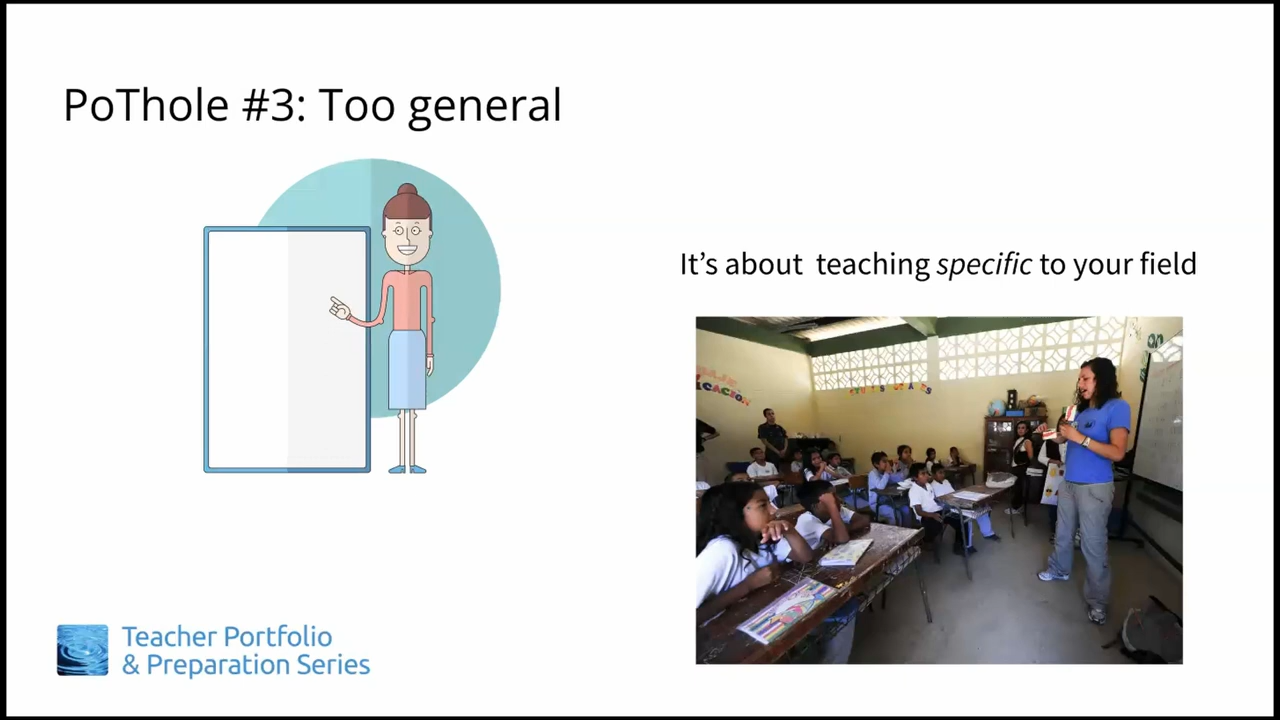 PoThole #3: Too general
It's about  teaching specific to your field
Teacher Portfolio
& Preparation Series